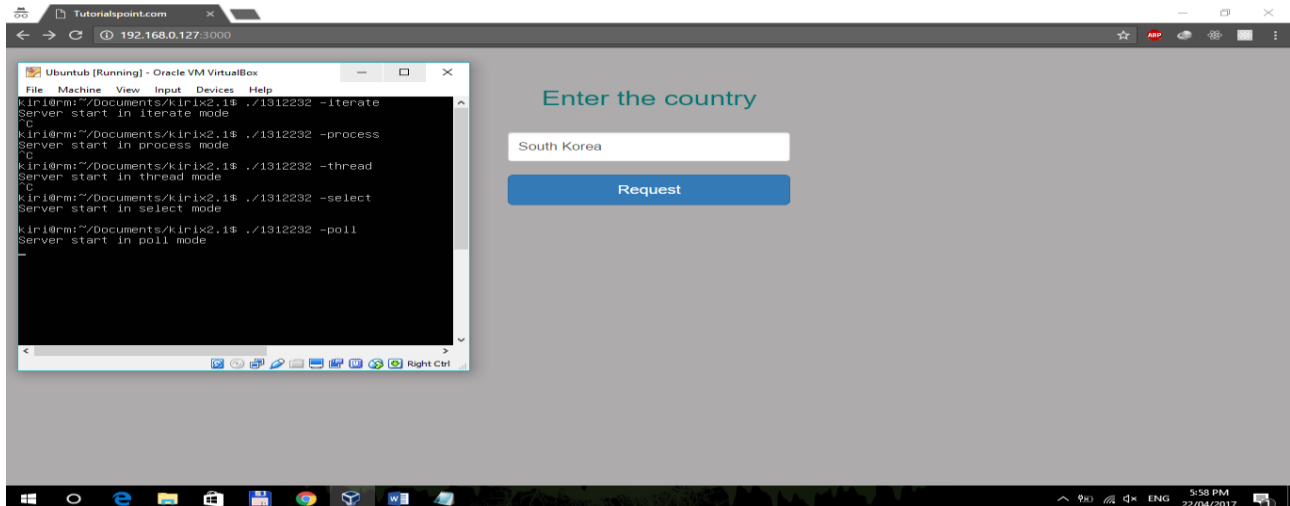 Tutorialspoint.com
192.168.0.127:3000
ABP
Ubuntub [Running] - Oracle VM VirtualBox
File Machine View Input Devices Help
kiri@rm:~/Documents/kirix2.1$ ./1312232 -iterate
Server start in iterate mode
^C
kiri@rm:~/Documents/kirix2.1$ ./1312232 -process
Server start in process mode
^C
kiri@rm:~/Documents/kirix2.1$ ./1312232 -thread
Server start in thread mode
^C
kiri@rm:~/Documents/kirix2.1$ ./1312232 -select
Server start in select mode
kiri@rm:~/Documents/kirix2.1$ ./1312232 -poll
Server start in poll mode
Right Ctrl
Enter the country
South Korea
Request
ENG
5:58 PM
22/04/2017